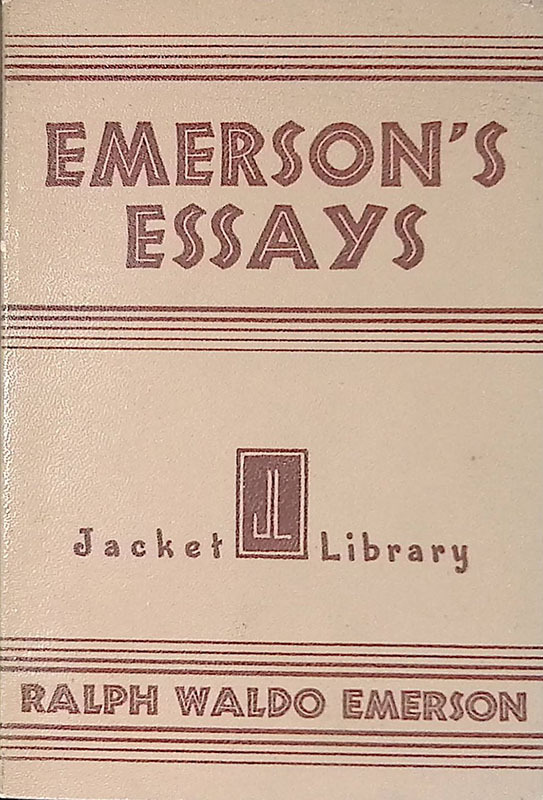 EMERSON'S
ESSAYS
JL
Jacket Library
RALPH WALDO EMERSON